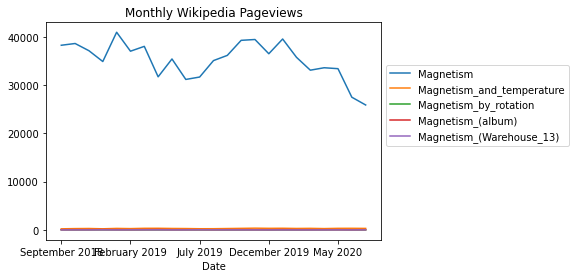 Monthly Wikipedia Pageviews
40000
30000
20000
10000
0
September 2018
February 2019
July 2019
December 2019
May 2020
Date
Magnetism
Magnetism_and_temperature
Magnetism_by_rotation
Magnetism_(album)
Magnetism_(Warehouse_13)